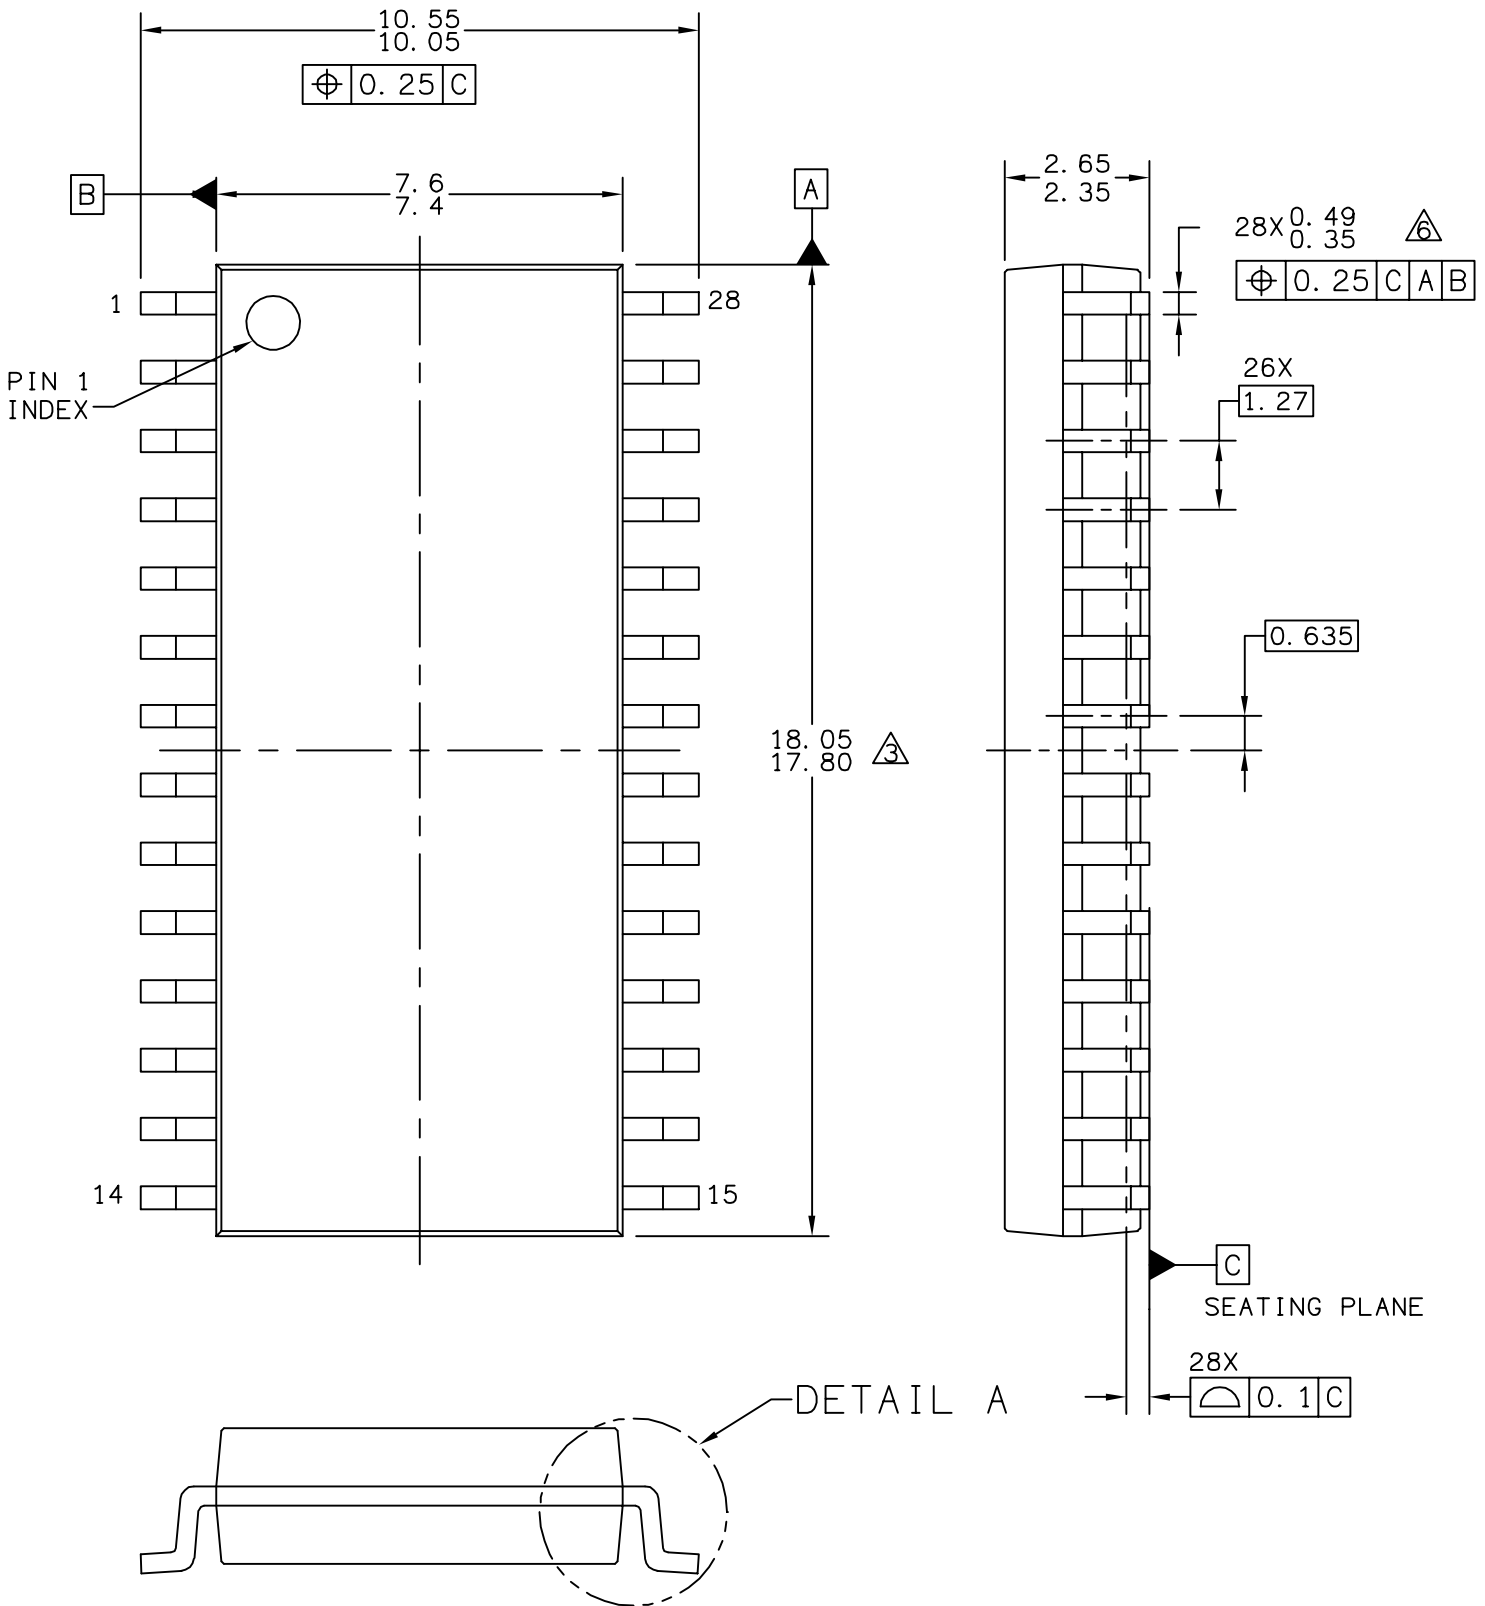 10.55
10.05
⌖ 0.25 C
B
7.6
7.4
A
2.65
2.35
28X 0.49
0.35
6
⌖ 0.25 C A B
1
28
PIN 1
INDEX
26X
1.27
0.635
18.05
17.80
3
14
15
C
SEATING PLANE
28X
⌓ 0.1 C
DETAIL A